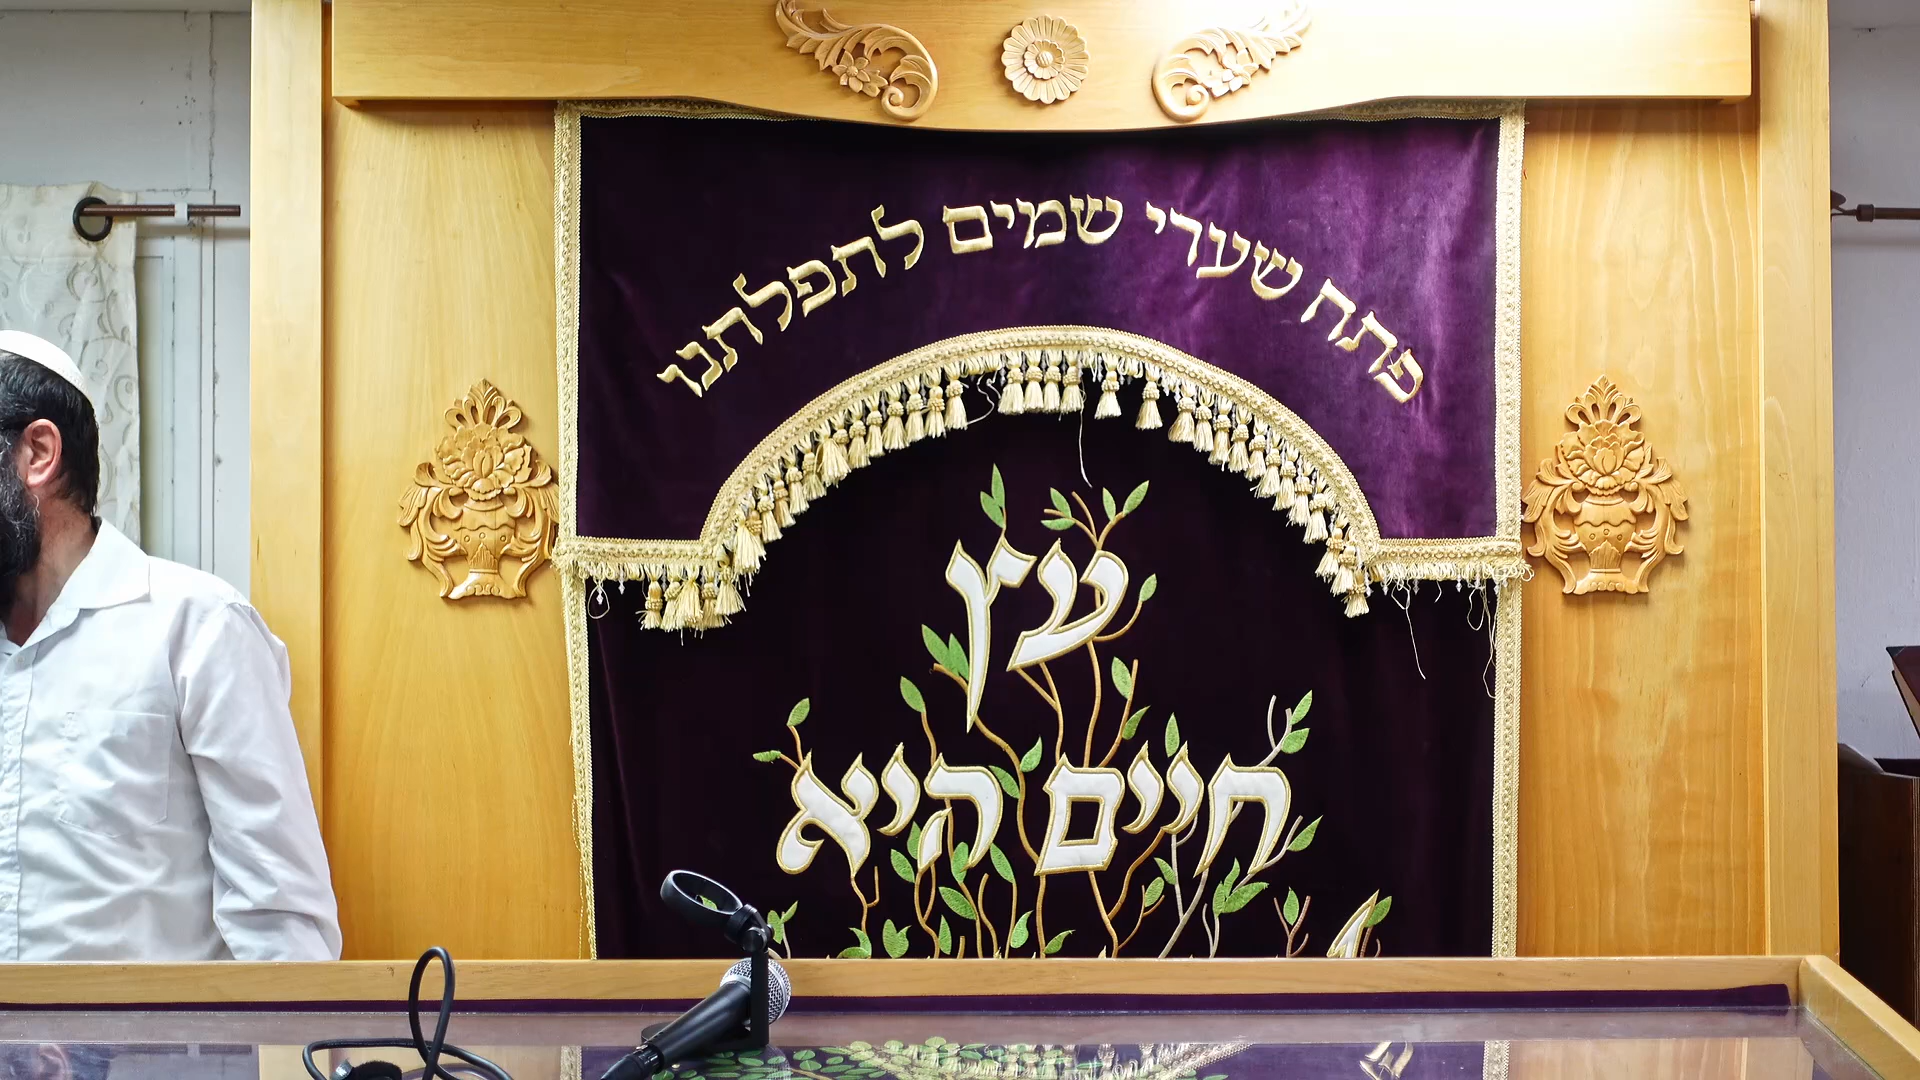 פתח שערי שמים לתפלתנו
עץ
חיים היא